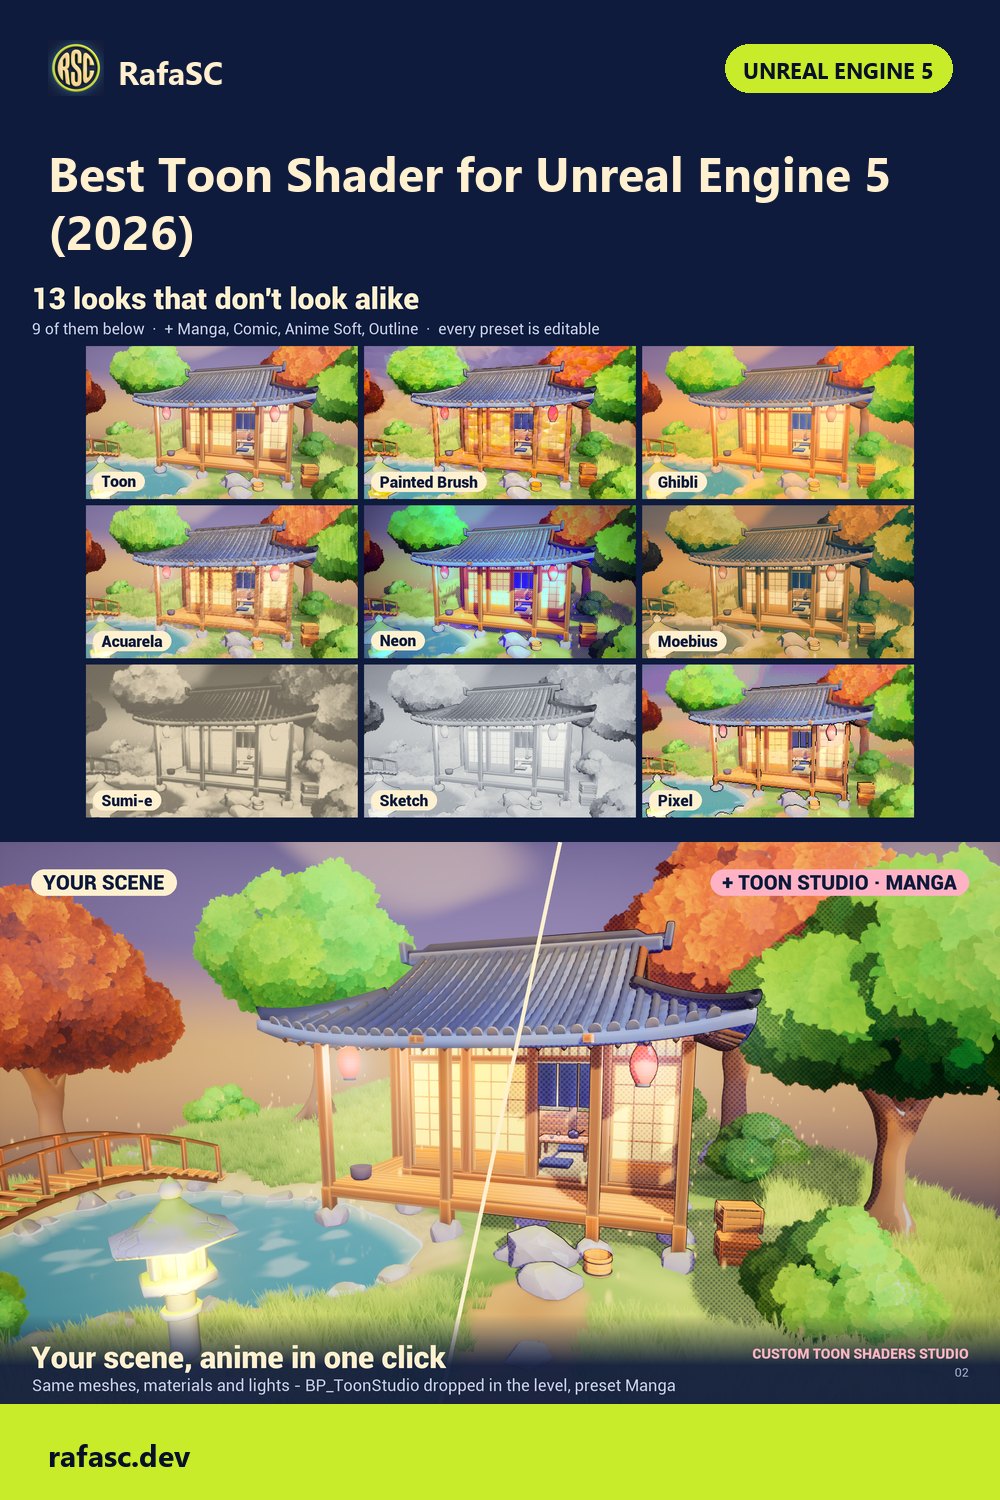 RSC
RafaSC
UNREAL ENGINE 5
Best Toon Shader for Unreal Engine 5
(2026)
13 looks that don't look alike
9 of them below · + Manga, Comic, Anime Soft, Outline · every preset is editable
Toon
Painted Brush
Ghibli
Acuarela
Neon
Moebius
Sumi-e
Sketch
Pixel
YOUR SCENE
+ TOON STUDIO · MANGA
Your scene, anime in one click
Same meshes, materials and lights - BP_ToonStudio dropped in the level, preset Manga
CUSTOM TOON SHADERS STUDIO
02
rafasc.dev